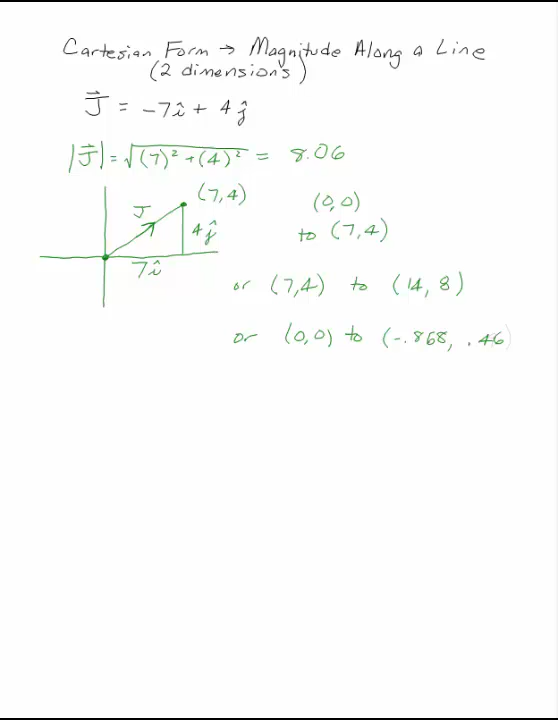 Cartesian Form → Magnitude Along a Line
(2 dimensions)
J⃗ = -7î + 4ĵ
|J⃗| = √(7)² + (4)² = 8.06
(7,4)
J
4ĵ
7î
(0,0)
to (7,4)
or (7,4) to (14, 8)
or (0,0) to (-.868, .46)